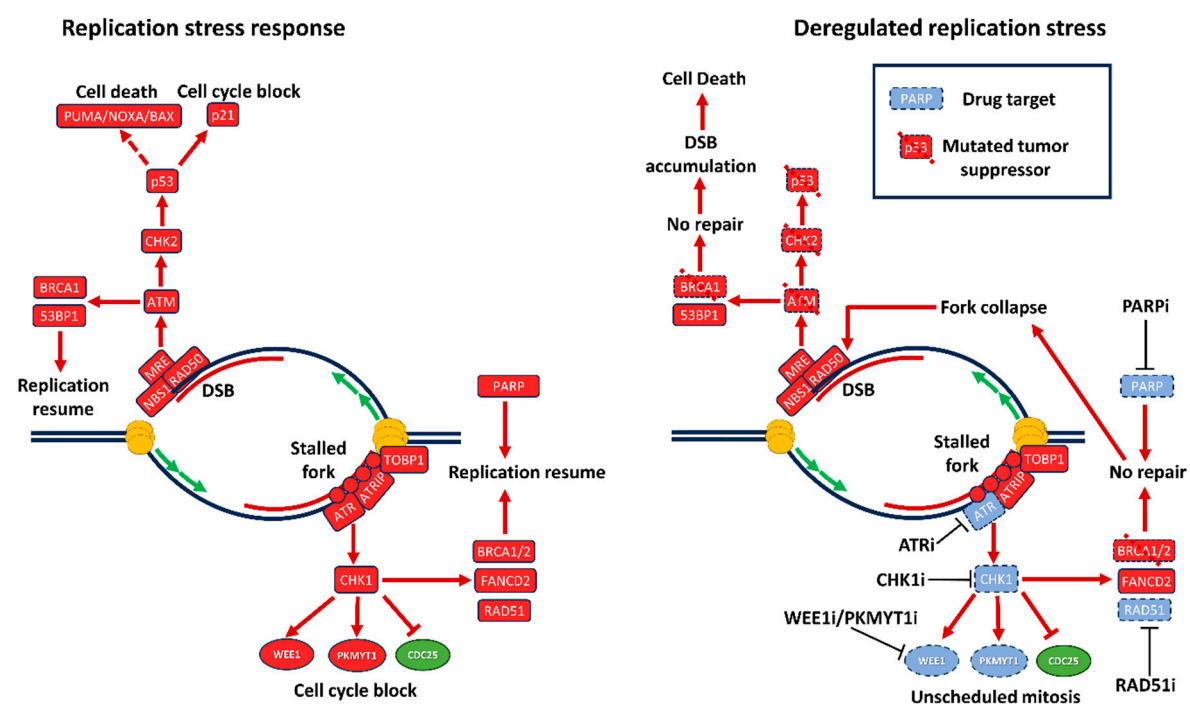 Replication stress response
Cell death
Cell cycle block
PUMA/NOXA/BAX
p21
p53
CHK2
BRCA1
ATM
53BP1
MRE
RAD50
NBS1
DSB
Replication
resume
PARP
Stalled
fork
TOBP1
Replication resume
ATRIP
ATR
BRCA1/2
CHK1
FANCD2
RAD51
WEE1
PKMYT1
CDC25
Cell cycle block
Deregulated replication stress
Cell Death
PARP
Drug target
DSB
accumulation
p53
Mutated tumor
suppressor
p53
No repair
CHK2
BRCA1
ATM
53BP1
Fork collapse
PARPi
MRE
RAD50
NBS1
DSB
PARP
Stalled
fork
TOBP1
No repair
ATRIP
ATR
ATRi
BRCA1/2
CHK1i
CHK1
FANCD2
RAD51
WEE1i/PKMYT1i
WEE1
PKMYT1
CDC25
RAD51i
Unscheduled mitosis